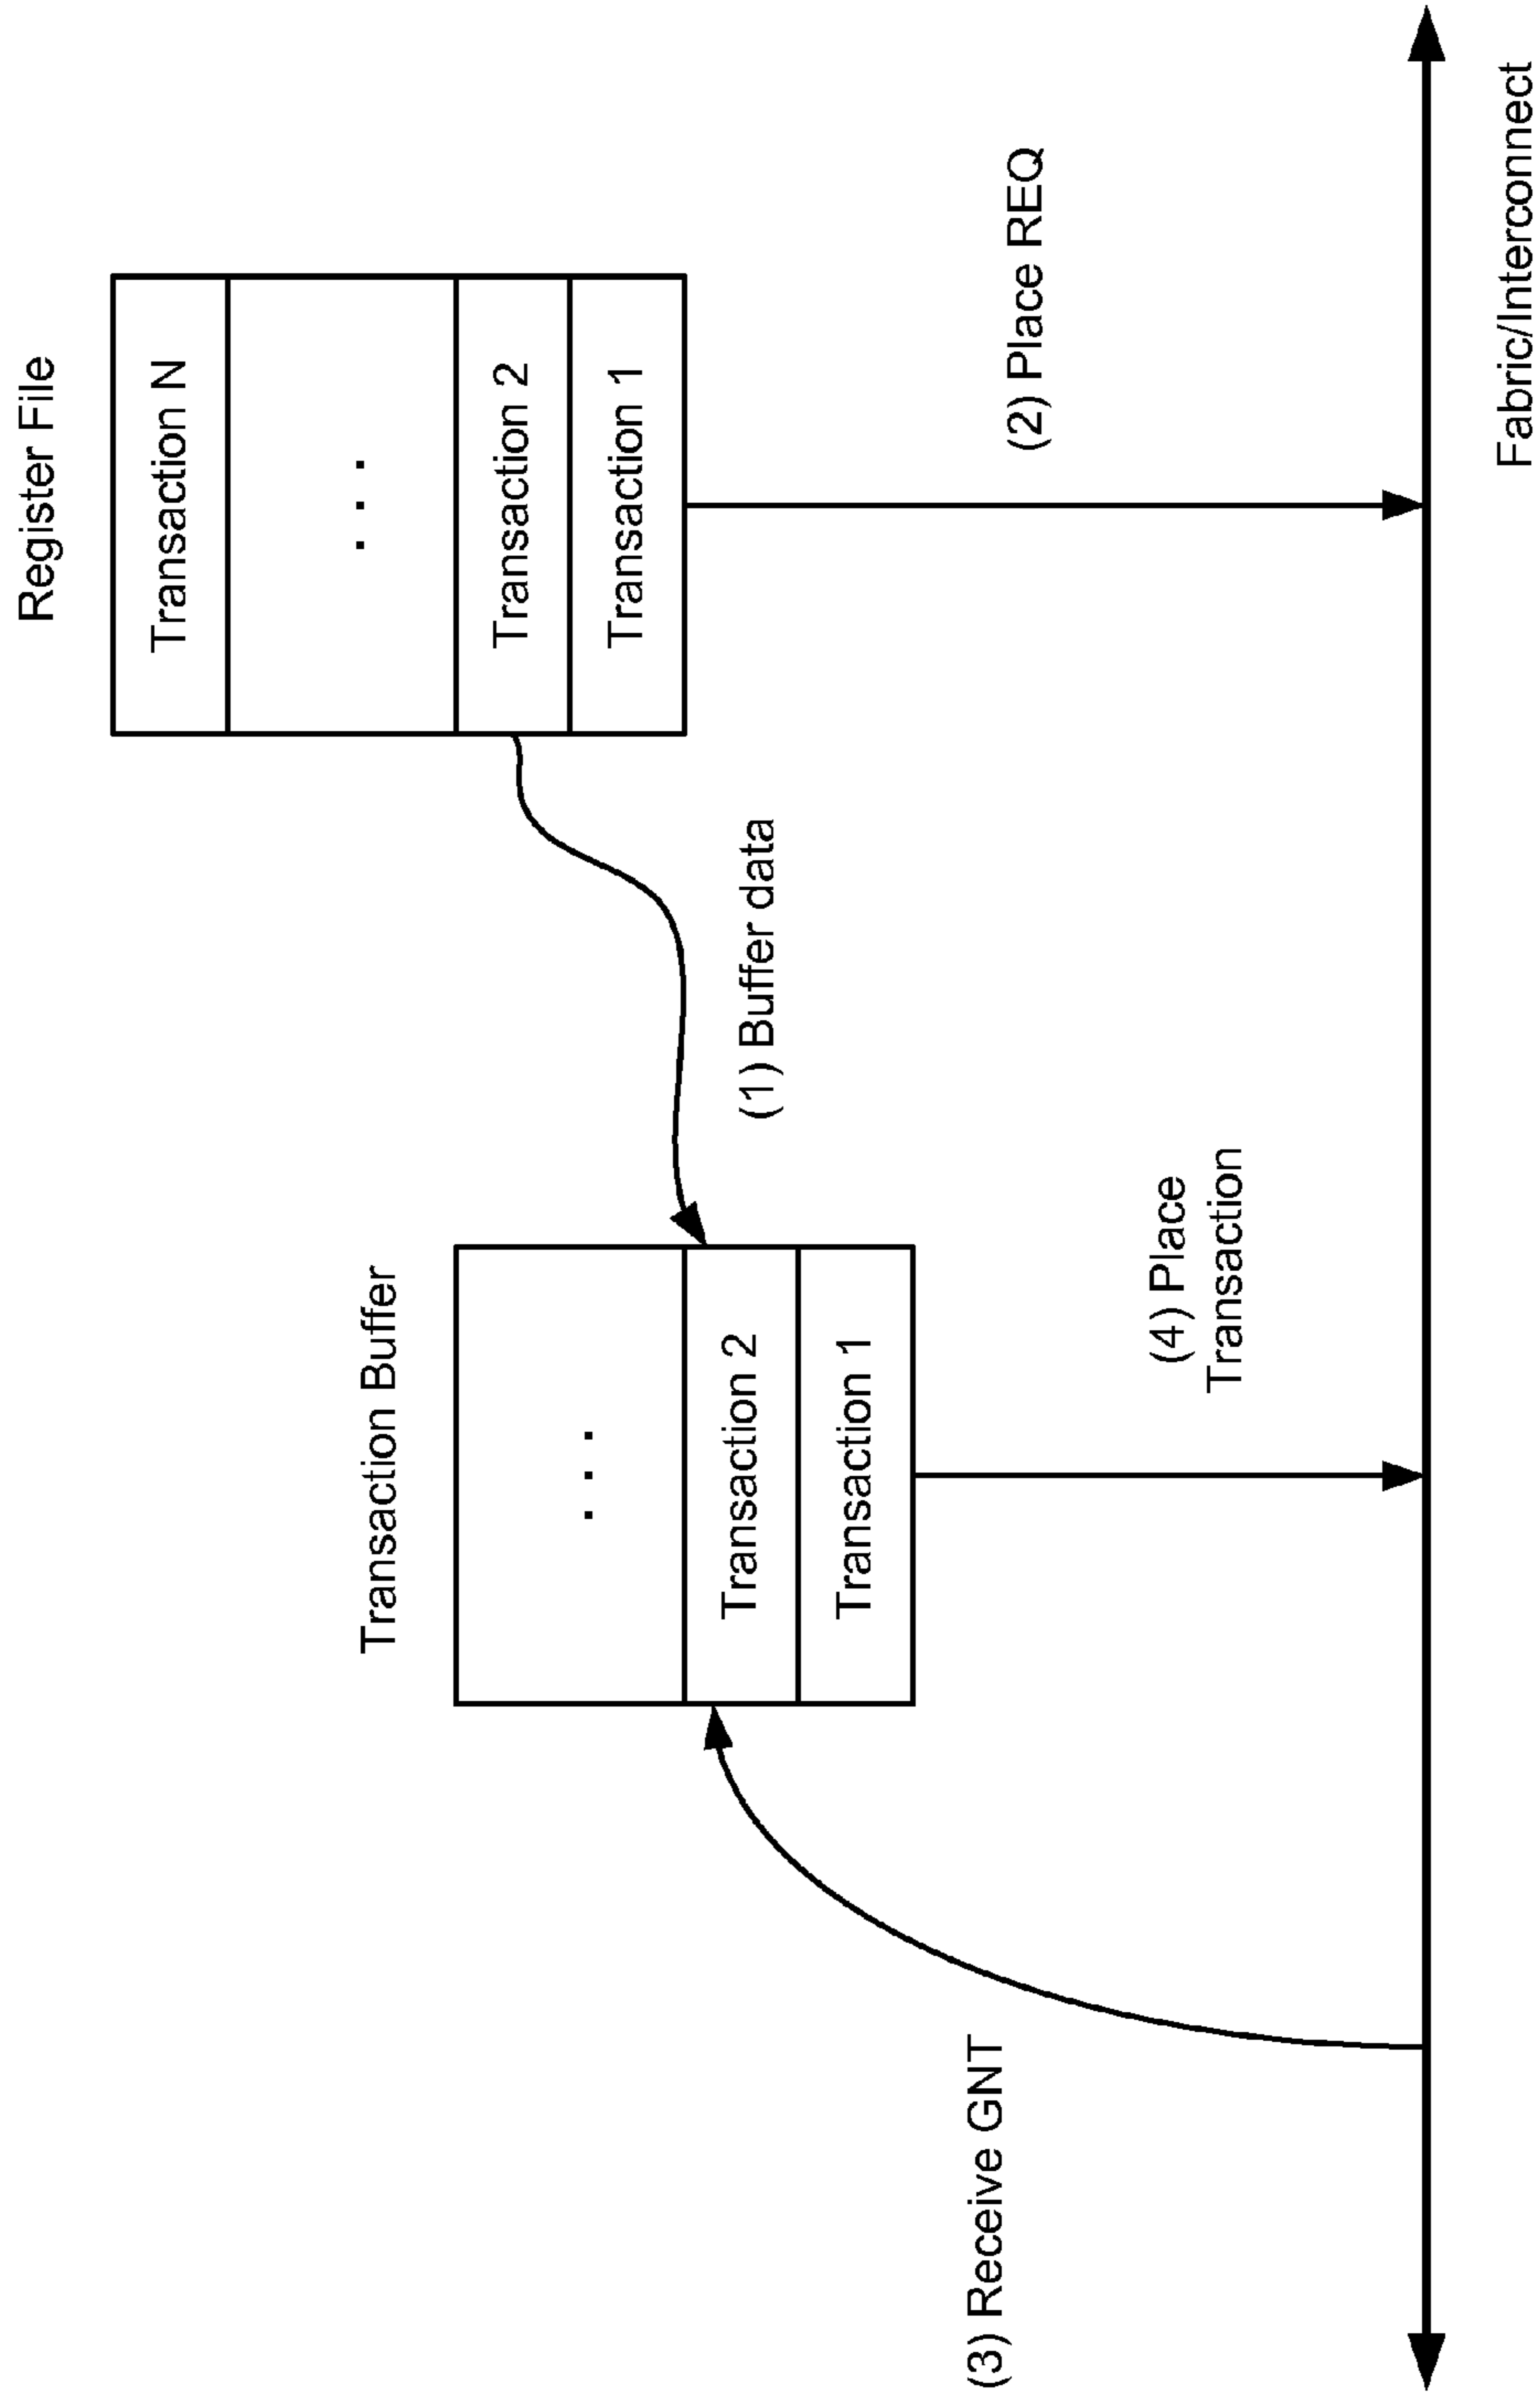 Register File
Transaction N
. . .
Transaction 2
Transaction 1
Transaction Buffer
. . .
Transaction 2
Transaction 1
(1) Buffer data
(2) Place REQ
(3) Receive GNT
(4) Place
Transaction
Fabric/Interconnect